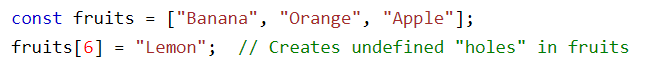 const fruits = ["Banana", "Orange", "Apple"];
fruits[6] = "Lemon";  // Creates undefined "holes" in fruits